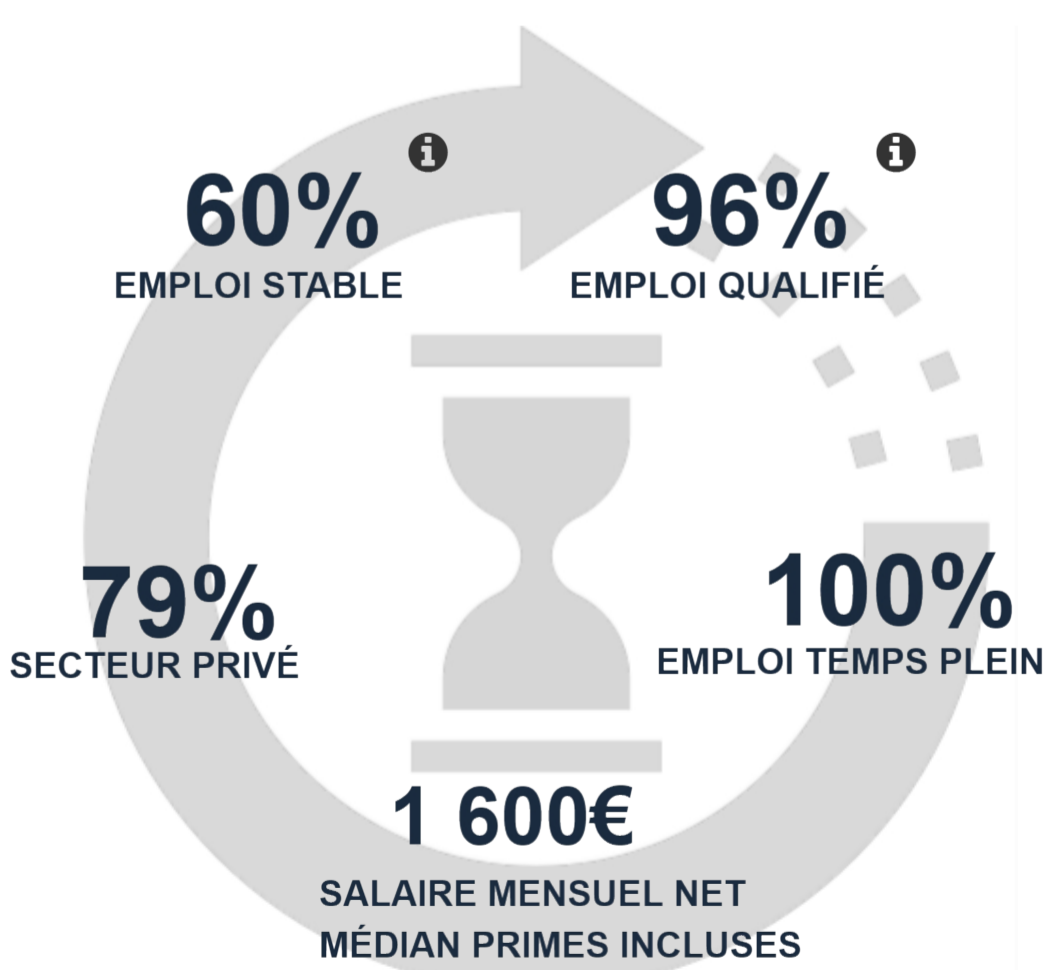 60%
EMPLOI STABLE
96%
EMPLOI QUALIFIÉ
79%
SECTEUR PRIVÉ
100%
EMPLOI TEMPS PLEIN
1 600€
SALAIRE MENSUEL NET
MÉDIAN PRIMES INCLUSES